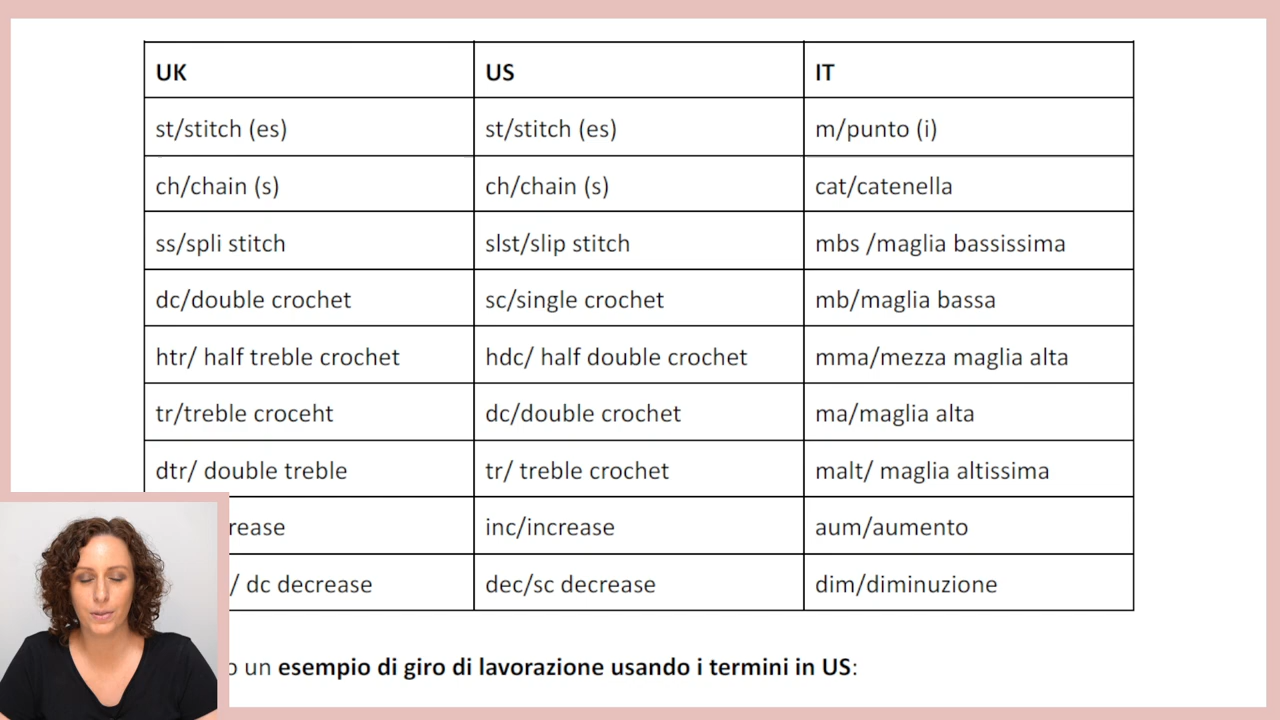 UK US IT
st/stitch (es) st/stitch (es) m/punto (i)
ch/chain (s) ch/chain (s) cat/catenella
ss/spli stitch slst/slip stitch mbs /maglia bassissima
dc/double crochet sc/single crochet mb/maglia bassa
htr/ half treble crochet hdc/ half double crochet mma/mezza maglia alta
tr/treble croceht dc/double crochet ma/maglia alta
dtr/ double treble tr/ treble crochet malt/ maglia altissima
inc/increase aum/aumento
/ dc decrease dec/sc decrease dim/diminuzione
un esempio di giro di lavorazione usando i termini in US: